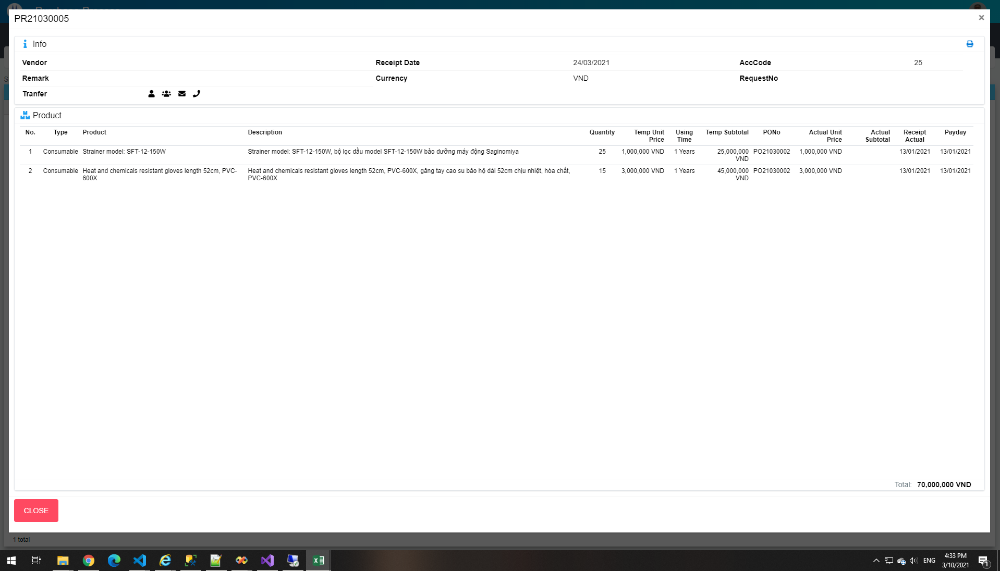 Purchase Process
PR21030005
×
Info
Vendor Receipt Date 24/03/2021 AccCode 25
Remark Currency VND RequestNo
Tranfer
Product
No. Type Product Description Quantity Temp Unit Price Using Time Temp Subtotal PONo Actual Unit Price Actual Subtotal Receipt Actual Payday
1 Consumable Strainer model: SFT-12-150W Strainer model: SFT-12-150W, bộ lọc dầu model SFT-12-150W bảo dưỡng máy động Saginomiya 25 1,000,000 VND 1 Years 25,000,000 VND PO21030002 1,000,000 VND 13/01/2021 13/01/2021
2 Consumable Heat and chemicals resistant gloves length 52cm, PVC-600X Heat and chemicals resistant gloves length 52cm, PVC-600X, găng tay cao su bảo hộ dài 52cm chịu nhiệt, hóa chất, PVC-600X 15 3,000,000 VND 1 Years 45,000,000 VND PO21030002 3,000,000 VND 13/01/2021 13/01/2021
Total: 70,000,000 VND
CLOSE
1 total
ENG
4:33 PM
3/10/2021
1